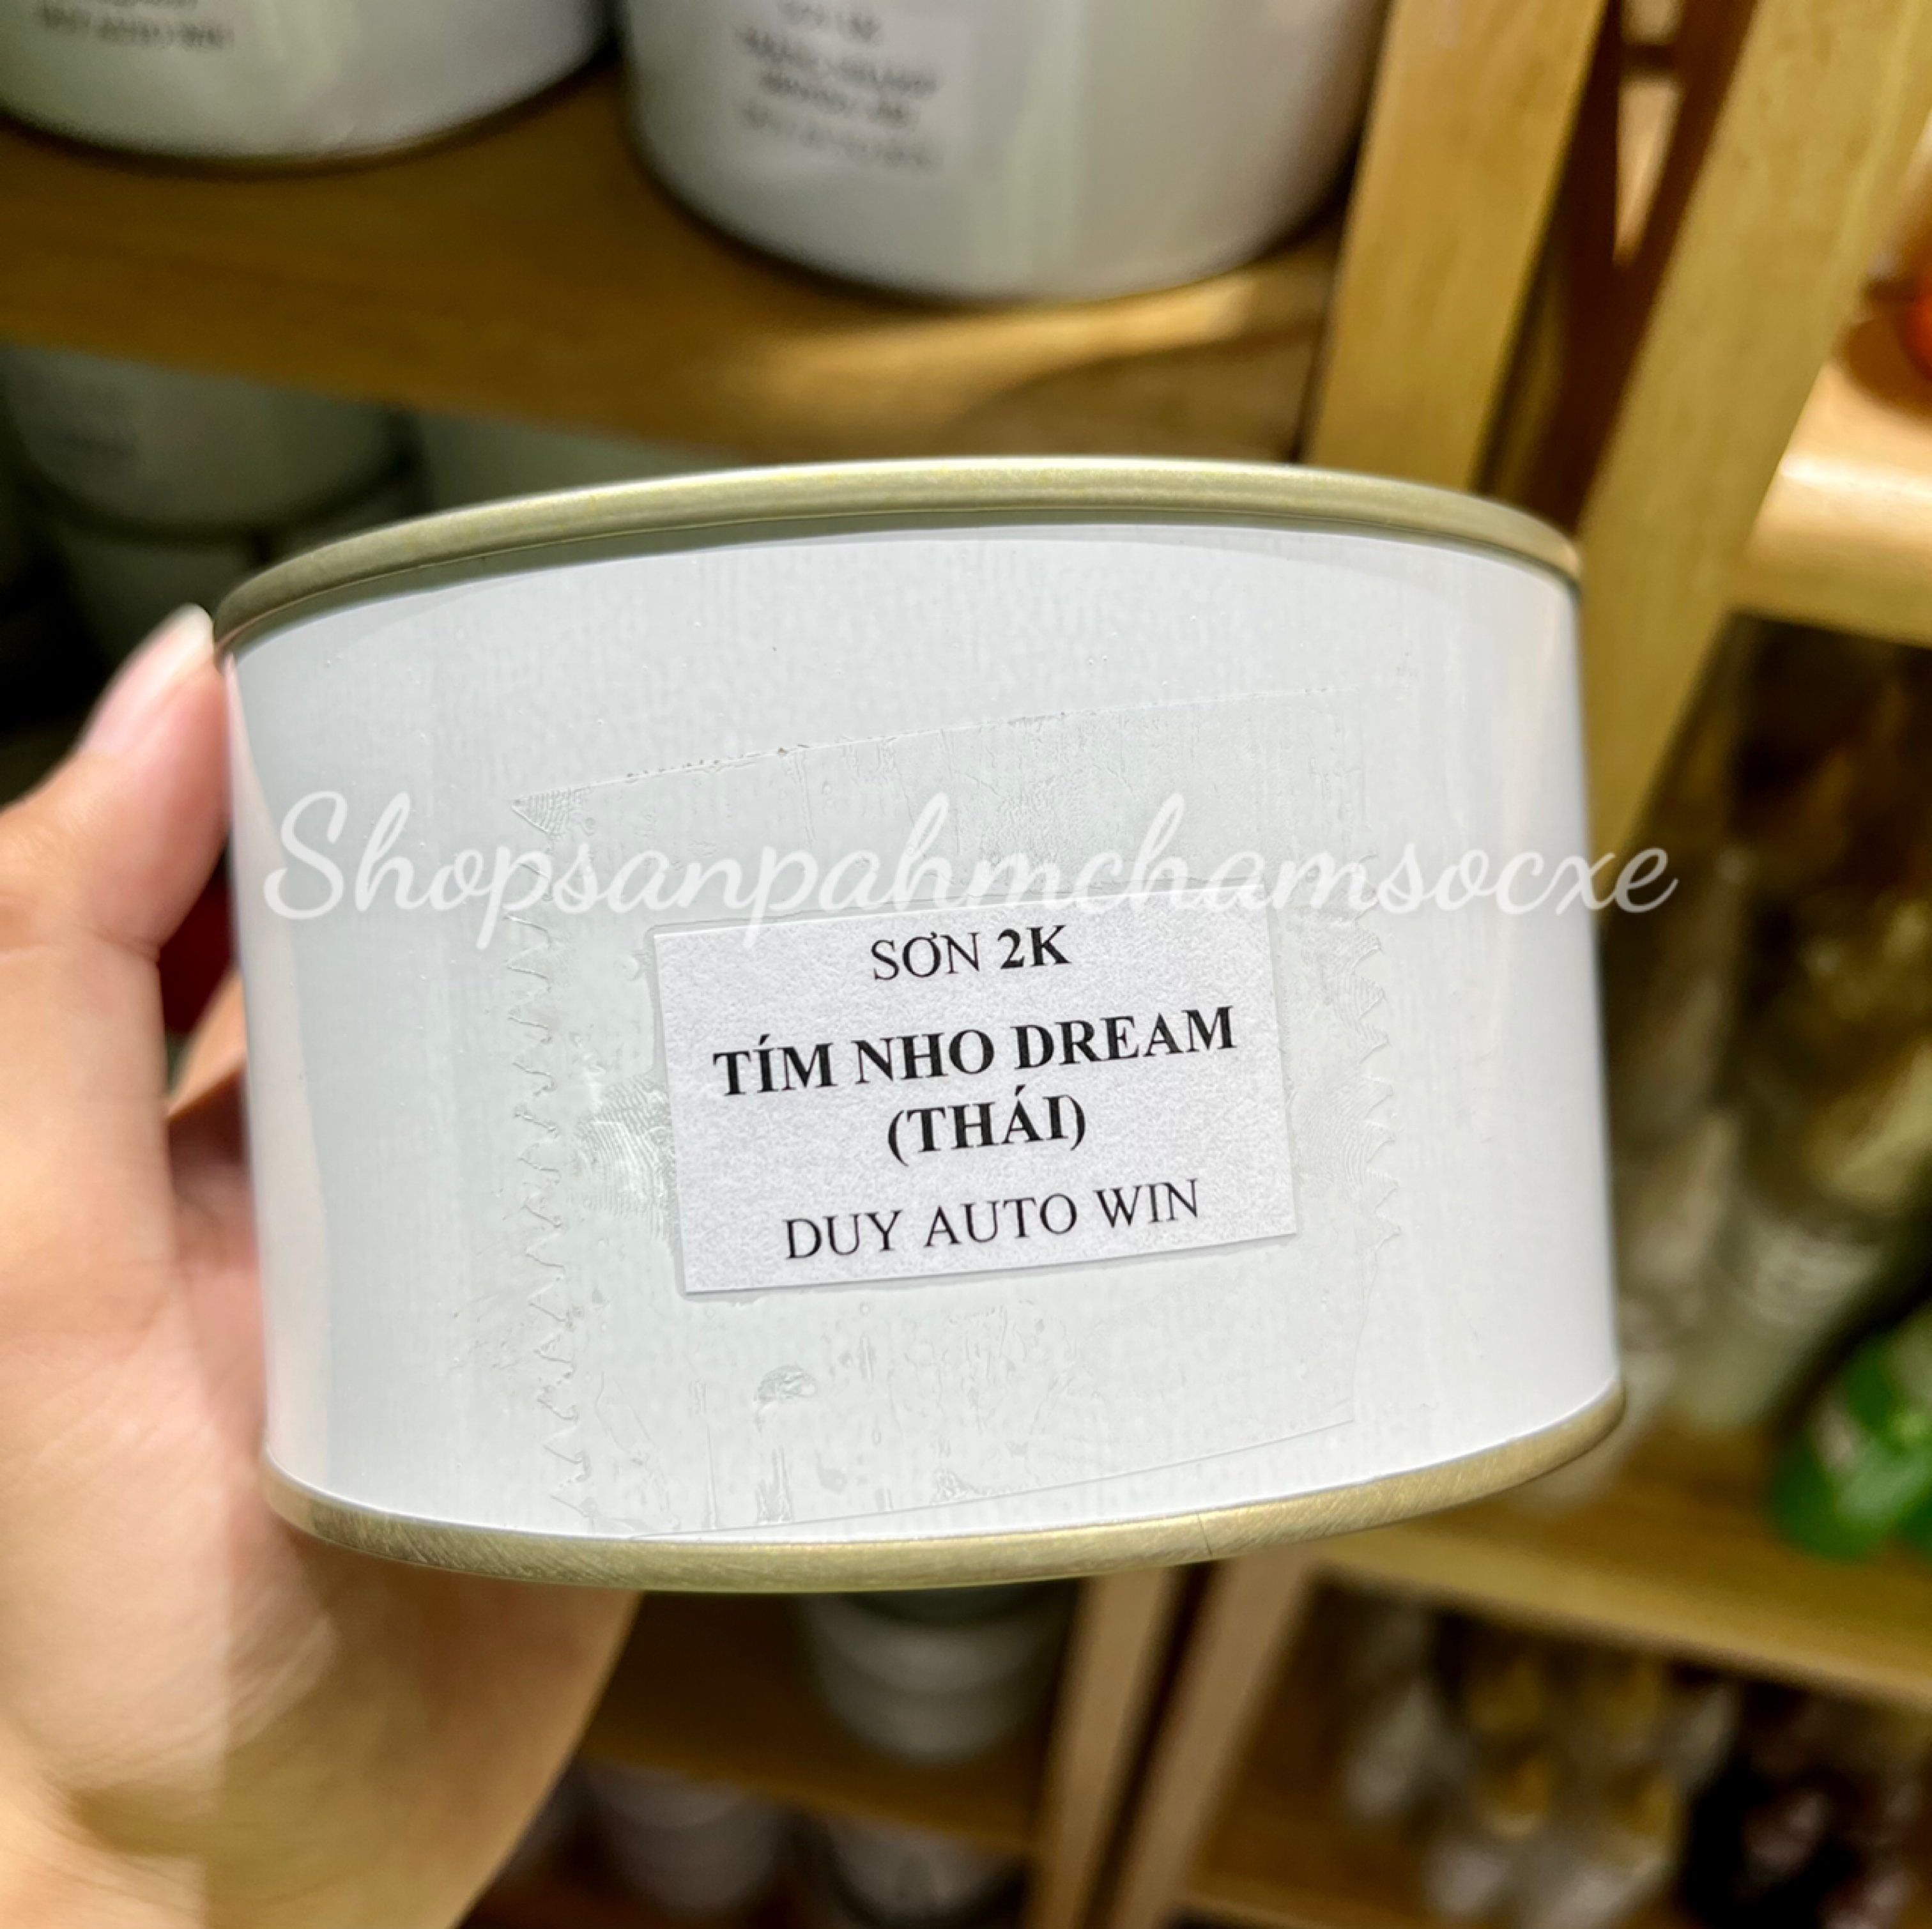 Shopsanpahmchamsocxe
SƠN 2K
TÍM NHO DREAM
(THÁI)
DUY AUTO WIN